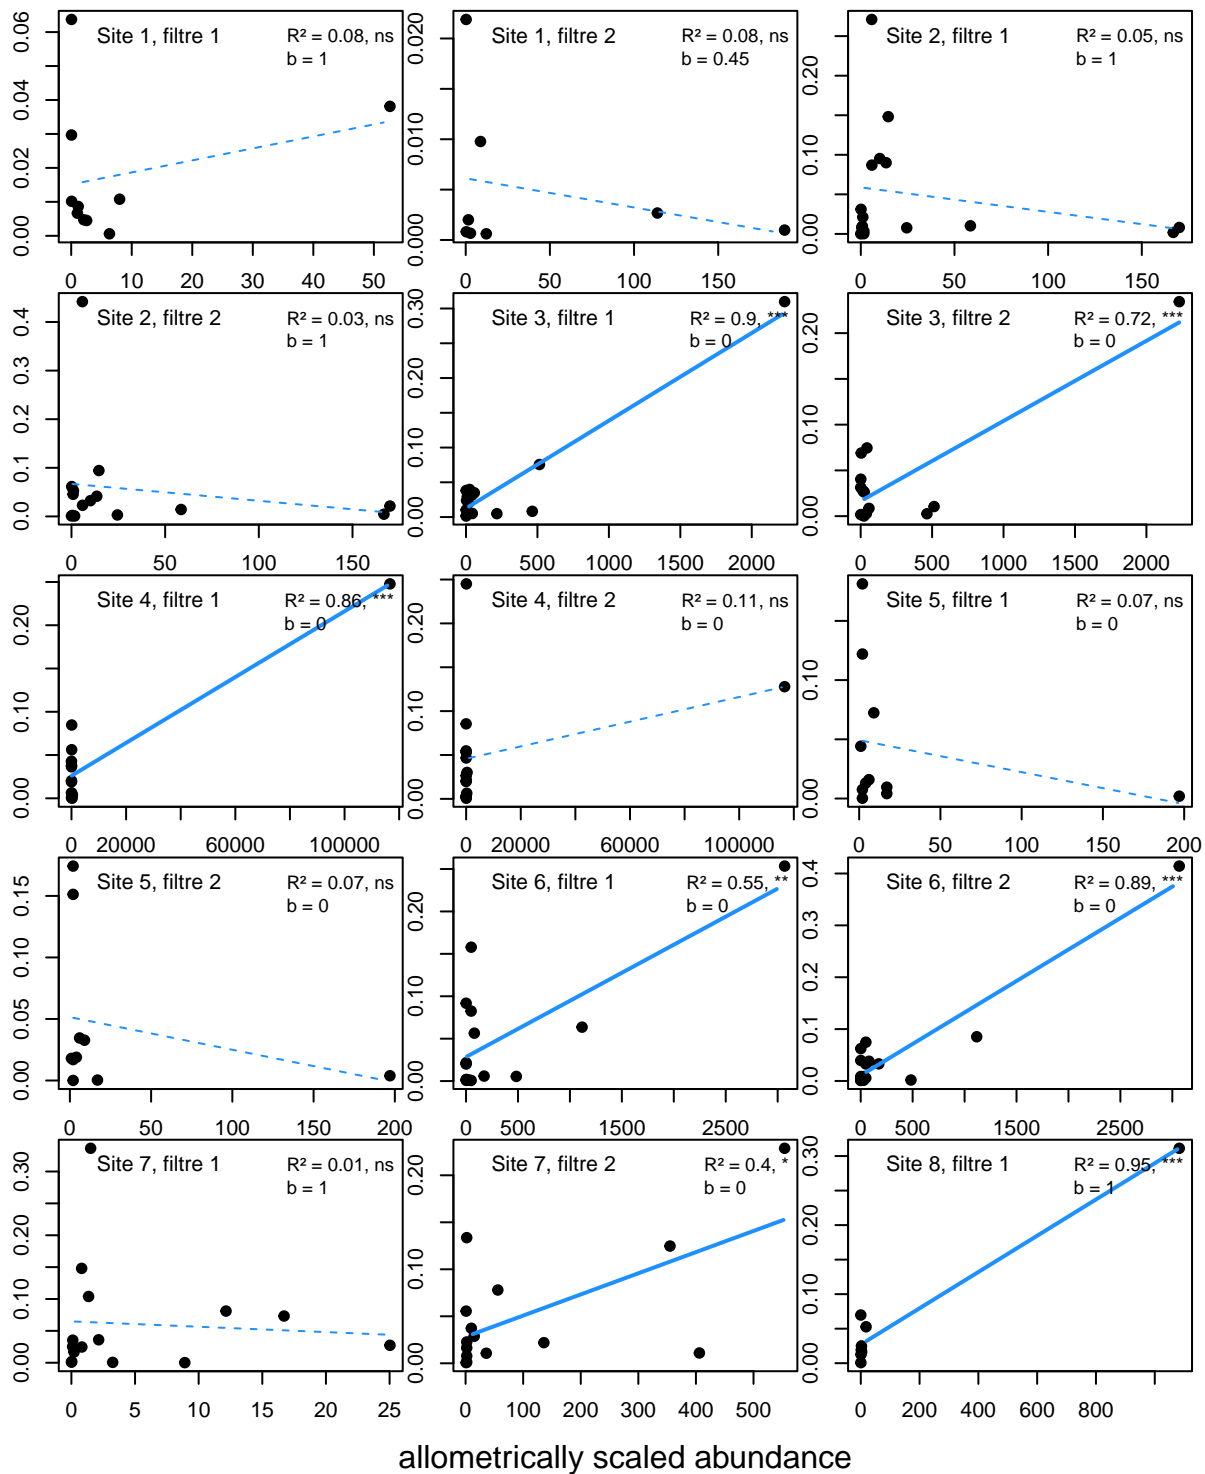 Site 1, filtre 1
R² = 0.08, ns
b = 1
0.00 0.02 0.04 0.06
0 10 20 30 40 50
Site 1, filtre 2
R² = 0.08, ns
b = 0.45
0.000 0.010 0.020
0 50 100 150
Site 2, filtre 1
R² = 0.05, ns
b = 1
0.00 0.10 0.20
0 50 100 150
Site 2, filtre 2
R² = 0.03, ns
b = 1
0.0 0.1 0.2 0.3 0.4
0 50 100 150
Site 3, filtre 1
R² = 0.9, ***
b = 0
0.00 0.10 0.20 0.30
0 500 1000 2000
Site 3, filtre 2
R² = 0.72, ***
b = 0
0.00 0.10 0.20
0 500 1000 2000
Site 4, filtre 1
R² = 0.86, ***
b = 0
0.00 0.10 0.20
0 20000 60000 100000
Site 4, filtre 2
R² = 0.11, ns
b = 0
0.00 0.10 0.20
0 20000 60000 100000
Site 5, filtre 1
R² = 0.07, ns
b = 0
0.00 0.10
0 50 100 150 200
Site 5, filtre 2
R² = 0.07, ns
b = 0
0.00 0.05 0.10 0.15
0 50 100 150 200
Site 6, filtre 1
R² = 0.55, **
b = 0
0.00 0.10 0.20
0 500 1500 2500
Site 6, filtre 2
R² = 0.89, ***
b = 0
0.0 0.1 0.2 0.3 0.4
0 500 1500 2500
Site 7, filtre 1
R² = 0.01, ns
b = 1
0.00 0.10 0.20 0.30
0 5 10 15 20 25
Site 7, filtre 2
R² = 0.4, *
b = 0
0.00 0.10 0.20
0 100 200 300 400 500
Site 8, filtre 1
R² = 0.95, ***
b = 1
0.00 0.10 0.20 0.30
0 200 400 600 800
allometrically scaled abundance